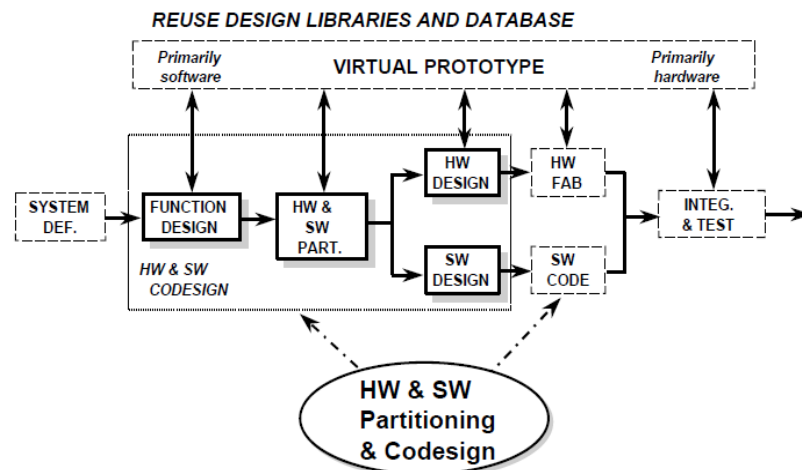 REUSE DESIGN LIBRARIES AND DATABASE
Primarily
software
VIRTUAL PROTOTYPE
Primarily
hardware
SYSTEM
DEF.
FUNCTION
DESIGN
HW &
SW
PART.
HW
DESIGN
HW
FAB
SW
DESIGN
SW
CODE
INTEG.
& TEST
HW & SW
CODESIGN
HW & SW
Partitioning
& Codesign